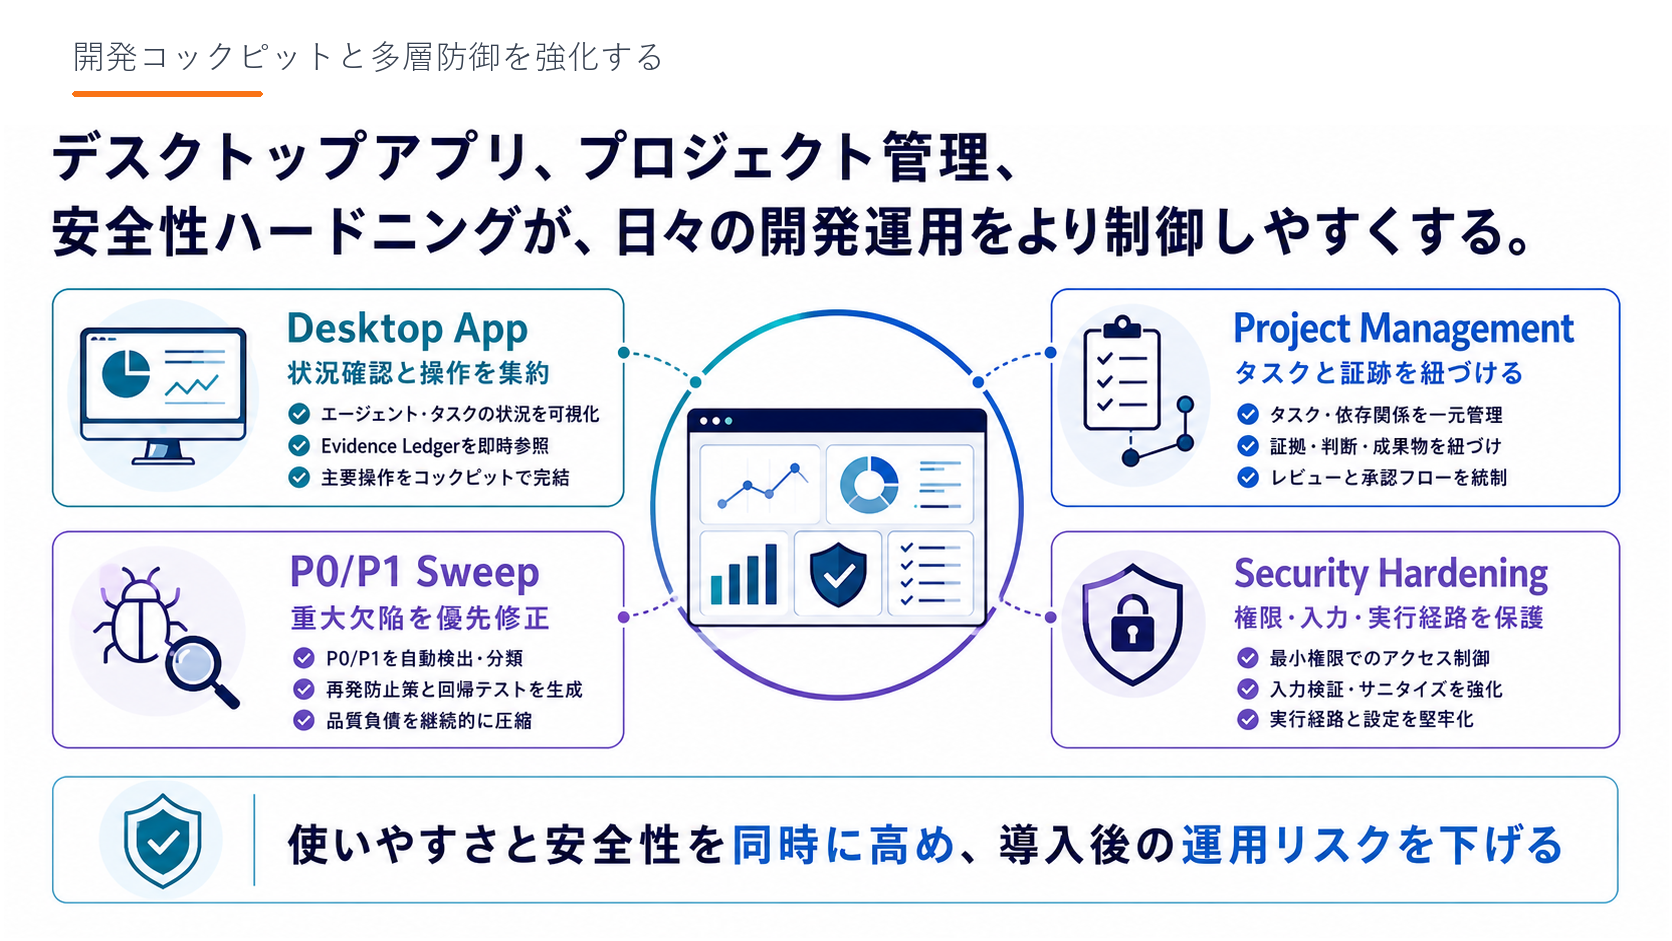 開発コックピットと多層防御を強化する
デスクトップアプリ、プロジェクト管理、
安全性ハードニングが、日々の開発運用をより制御しやすくする。
Desktop App
状況確認と操作を集約
エージェント・タスクの状況を可視化
Evidence Ledgerを即時参照
主要操作をコックピットで完結
Project Management
タスクと証跡を紐づける
タスク・依存関係を一元管理
証拠・判断・成果物を紐づけ
レビューと承認フローを統制
P0/P1 Sweep
重大欠陥を優先修正
P0/P1を自動検出・分類
再発防止策と回帰テストを生成
品質負債を継続的に圧縮
Security Hardening
権限・入力・実行経路を保護
最小権限でのアクセス制御
入力検証・サニタイズを強化
実行経路と設定を堅牢化
使いやすさと安全性を同時に高め、導入後の運用リスクを下げる